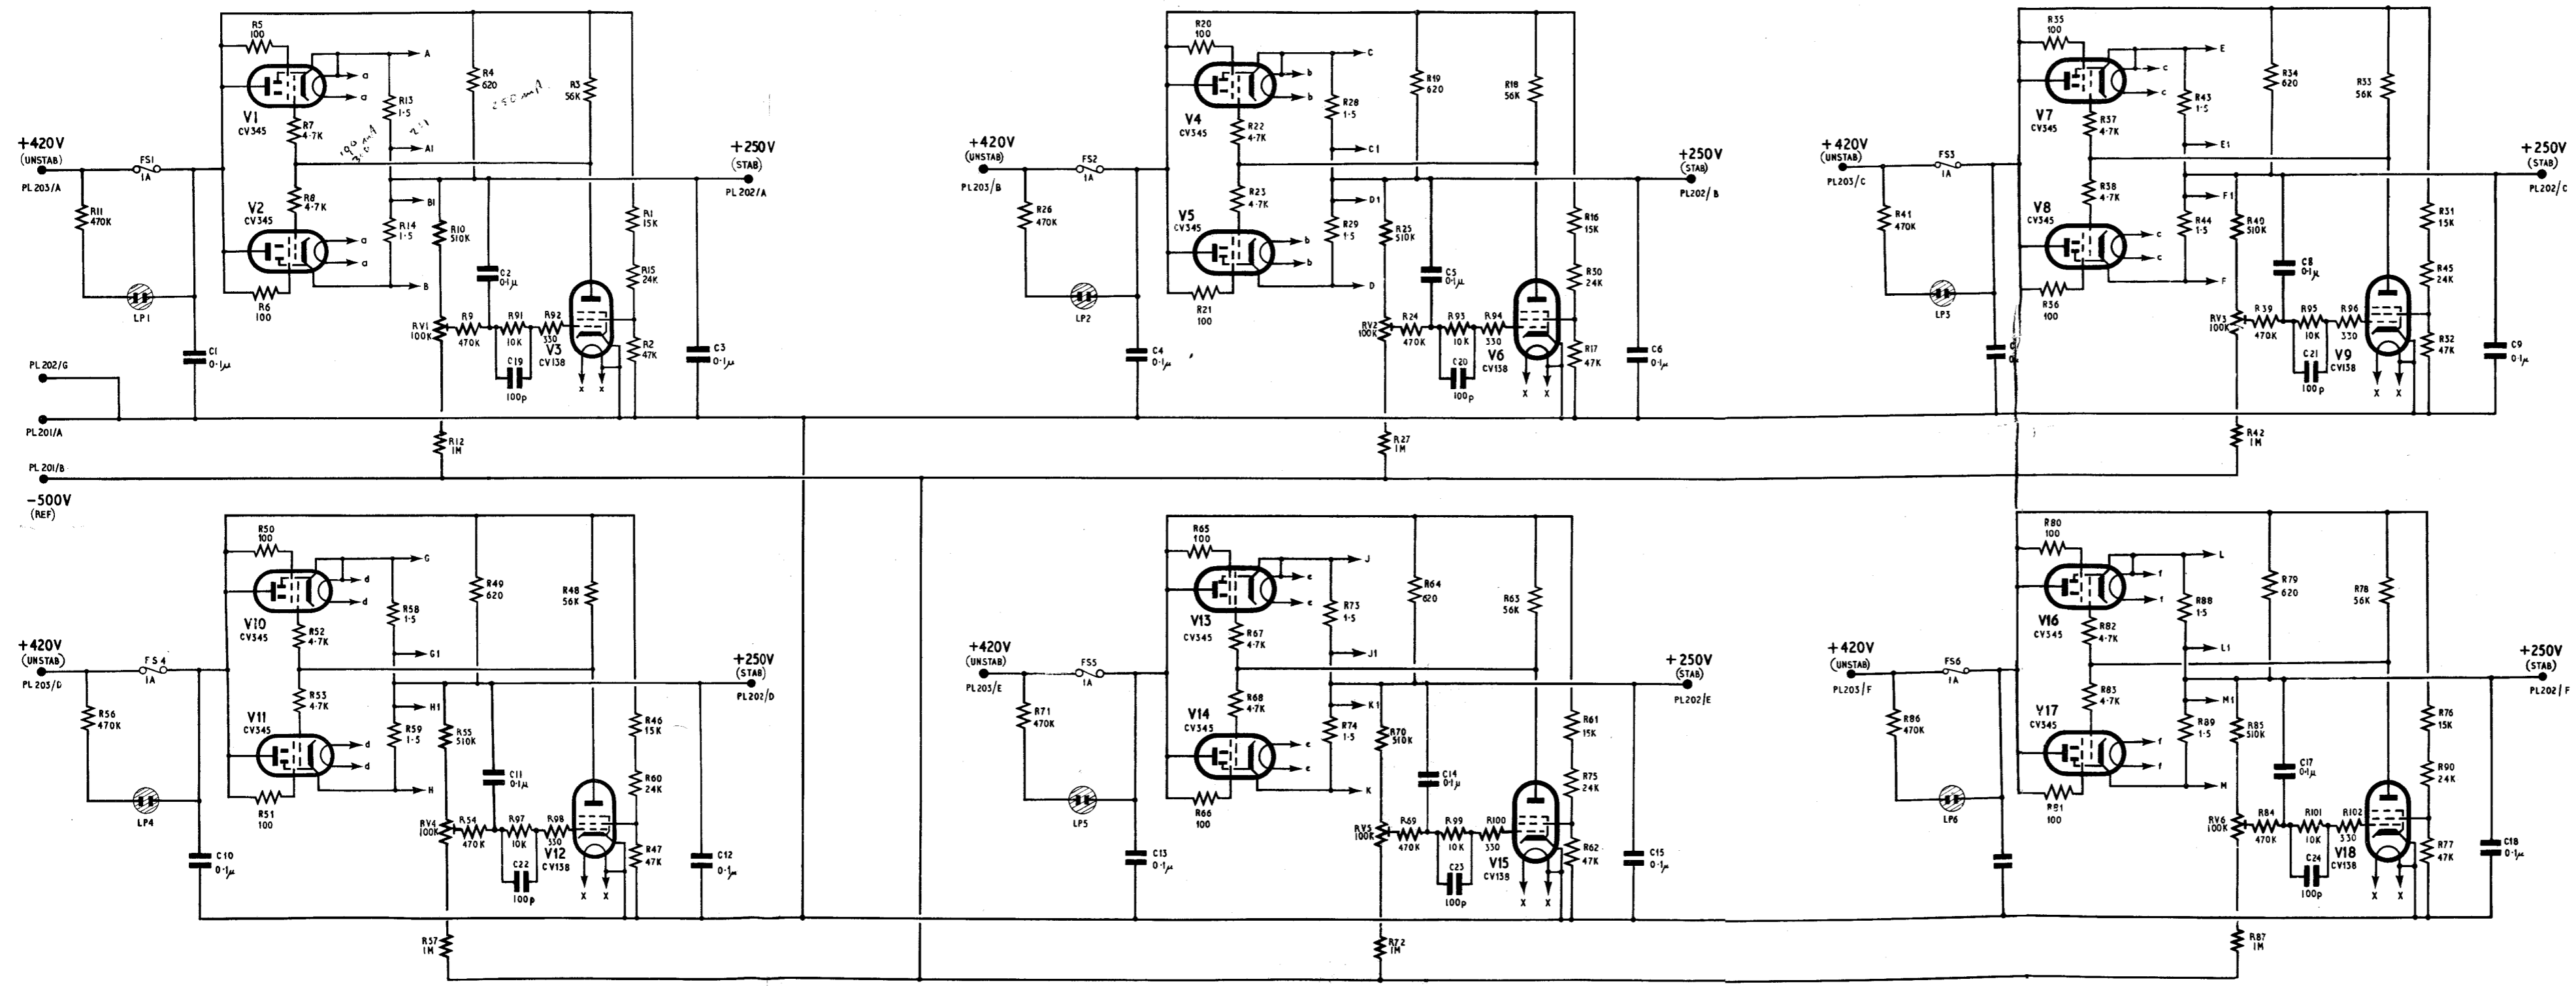 R5
100
A
a
a
R4
620
250 mA
R3
56K
R13
1·5
V1
CV345
R7
4·7K
A1
+420V
(UNSTAB)
PL203/A
FS1
1A
+250V
(STAB)
PL202/A
R11
470K
V2
CV345
R8
4·7K
B1
R14
1·5
R10
510K
R1
15K
a
a
C2
0·1µ
R15
24K
B
R6
100
LP1
RV1
100K
R9
470K
R91
10K
R92
330
V3
CV138
R2
47K
C1
0·1µ
C19
100p
C3
0·1µ
X X
PL202/G
PL201/A
R12
1M
PL201/B
-500V
(REF)
R20
100
C
b
b
R19
620
R18
56K
R28
1·5
V4
CV345
R22
4·7K
C1
+420V
(UNSTAB)
PL203/B
FS2
1A
+250V
(STAB)
PL202/B
R26
470K
V5
CV345
R23
4·7K
D1
R29
1·5
R25
510K
R16
15K
b
b
C5
0·1µ
R30
24K
D
R21
100
LP2
RV2
100K
R24
470K
R93
10K
R94
330
V6
CV138
R17
47K
C4
0·1µ
C20
100p
C6
0·1µ
X X
R27
1M
R35
100
E
c
c
R34
620
R33
56K
R43
1·5
V7
CV345
R37
4·7K
E1
+420V
(UNSTAB)
PL203/C
FS3
1A
+250V
(STAB)
PL202/C
R41
470K
V8
CV345
R38
4·7K
F1
R44
1·5
R40
510K
R31
15K
c
c
C8
0·1µ
R45
24K
F
R36
100
LP3
RV3
100K
R39
470K
R95
10K
R96
330
V9
CV138
R32
47K
C21
100p
C9
0·1µ
X X
R42
1M
R50
100
G
d
d
R49
620
R48
56K
R58
1·5
V10
CV345
R52
4·7K
G1
+420V
(UNSTAB)
PL203/D
FS4
1A
+250V
(STAB)
PL202/D
R56
470K
V11
CV345
R53
4·7K
H1
R59
1·5
R55
510K
R46
15K
d
d
C11
0·1µ
R60
24K
H
R51
100
LP4
RV4
100K
R54
470K
R97
10K
R98
330
V12
CV138
R47
47K
C10
0·1µ
C22
100p
C12
0·1µ
X X
R57
1M
R65
100
J
e
e
R64
620
R63
56K
R73
1·5
V13
CV345
R67
4·7K
J1
+420V
(UNSTAB)
PL203/E
FS5
1A
+250V
(STAB)
PL202/E
R71
470K
V14
CV345
R68
4·7K
K1
R74
1·5
R70
510K
R61
15K
e
e
C14
0·1µ
R75
24K
K
R66
100
LP5
RV5
100K
R69
470K
R99
10K
R100
330
V15
CV138
R62
47K
C13
0·1µ
C23
100p
C15
0·1µ
X X
R72
1M
R80
100
L
f
f
R79
620
R78
56K
R88
1·5
V16
CV345
R82
4·7K
L1
+420V
(UNSTAB)
PL203/F
FS6
1A
+250V
(STAB)
PL202/F
R86
470K
V17
CV345
R83
4·7K
M1
R89
1·5
R85
510K
R76
15K
f
f
C17
0·1µ
R90
24K
M
R81
100
LP6
RV6
100K
R84
470K
R101
10K
R102
330
V18
CV138
R77
47K
C24
100p
C18
0·1µ
X X
R87
1M